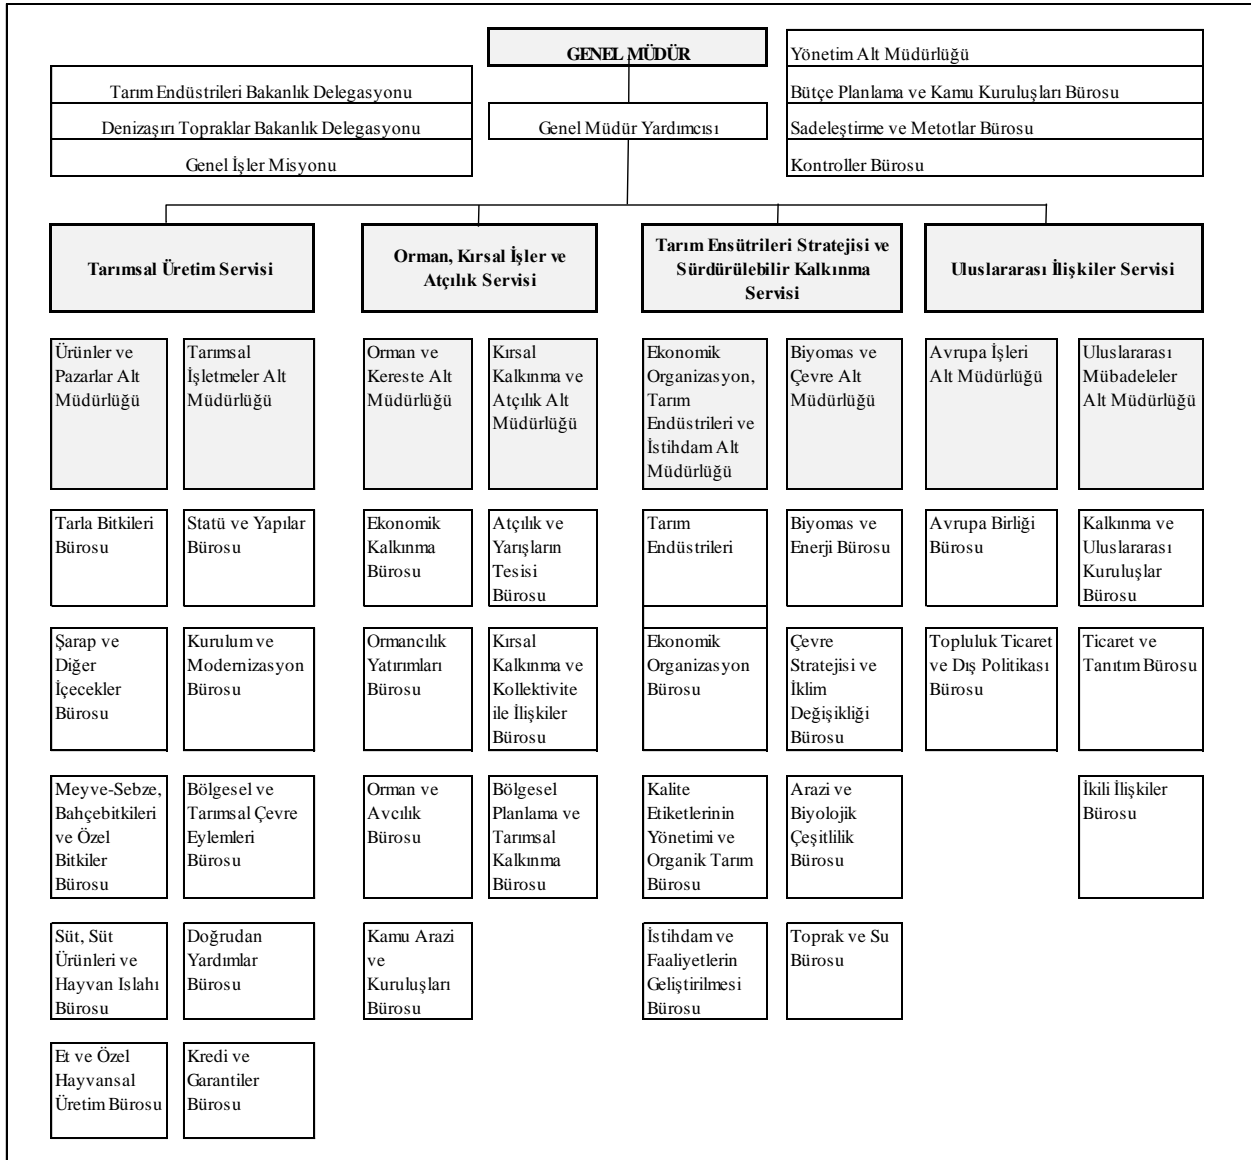 GENEL MÜDÜR
Tarım Endüstrileri Bakanlık Delegasyonu
Denizaşırı Topraklar Bakanlık Delegasyonu
Genel İşler Misyonu
Genel Müdür Yardımcısı
Yönetim Alt Müdürlüğü
Bütçe Planlama ve Kamu Kuruluşları Bürosu
Sadeleştirme ve Metotlar Bürosu
Kontroller Bürosu
Tarımsal Üretim Servisi
Orman, Kırsal İşler ve
Atçılık Servisi
Tarım Ensütrileri Stratejisi ve
Sürdürülebilir Kalkınma
Servisi
Uluslararası İlişkiler Servisi
Ürünler ve
Pazarlar Alt
Müdürlüğü
Tarımsal
İşletmeler Alt
Müdürlüğü
Orman ve
Kereste Alt
Müdürlüğü
Kırsal
Kalkınma ve
Atçılık Alt
Müdürlüğü
Ekonomik
Organizasyon,
Tarım
Endüstrileri ve
İstihdam Alt
Müdürlüğü
Biyomas ve
Çevre Alt
Müdürlüğü
Avrupa İşleri
Alt Müdürlüğü
Uluslararası
Mübadeleler
Alt Müdürlüğü
Tarla Bitkileri
Bürosu
Statü ve Yapılar
Bürosu
Ekonomik
Kalkınma
Bürosu
Atçılık ve
Yarışların
Tesisi
Bürosu
Tarım
Endüstrileri
Biyomas ve
Enerji Bürosu
Avrupa Birliği
Bürosu
Kalkınma ve
Uluslararası
Kuruluşlar
Bürosu
Şarap ve
Diğer
İçecekler
Bürosu
Kurulum ve
Modernizasyon
Bürosu
Ormancılık
Yatırımları
Bürosu
Kırsal
Kalkınma ve
Kollektivite
ile İlişkiler
Bürosu
Ekonomik
Organizasyon
Bürosu
Çevre
Stratejisi ve
İklim
Değişikliği
Bürosu
Topluluk Ticaret
ve Dış Politikası
Bürosu
Ticaret ve
Tanıtım Bürosu
Meyve-Sebze,
Bahçebitkileri
ve Özel
Bitkiler
Bürosu
Bölgesel ve
Tarımsal Çevre
Eylemleri
Bürosu
Orman ve
Avcılık
Bürosu
Bölgesel
Planlama ve
Tarımsal
Kalkınma
Bürosu
Kalite
Etiketlerinin
Yönetimi ve
Organik Tarım
Bürosu
Arazi ve
Biyolojik
Çeşitlilik
Bürosu
İkili İlişkiler
Bürosu
Süt, Süt
Ürünleri ve
Hayvan Islahı
Bürosu
Doğrudan
Yardımlar
Bürosu
Kamu Arazi
ve
Kuruluşları
Bürosu
İstihdam ve
Faaliyetlerin
Geliştirilmesi
Bürosu
Toprak ve Su
Bürosu
Et ve Özel
Hayvansal
Üretim Bürosu
Kredi ve
Garantiler
Bürosu